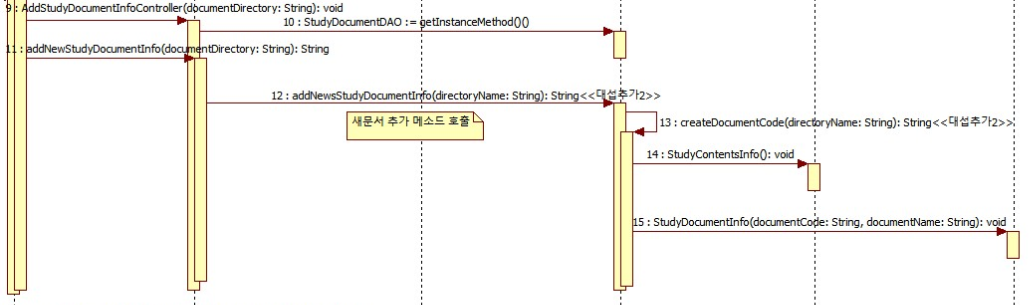 9 : AddStudyDocumentInfoController(documentDirectory: String): void
10 : StudyDocumentDAO := getInstanceMethod()()
11 : addNewStudyDocumentInfo(documentDirectory: String): String
12 : addNewsStudyDocumentInfo(directoryName: String): String<<대섭추가2>>
새문서 추가 메소드 호출
13 : createDocumentCode(directoryName: String): String<<대섭추가2>>
14 : StudyContentsInfo(): void
15 : StudyDocumentInfo(documentCode: String, documentName: String): void